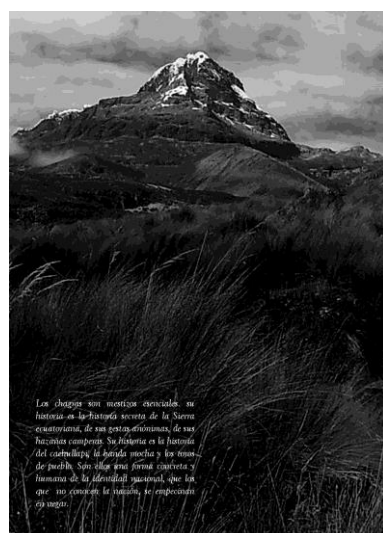 Los chagras son mestizos esenciales, su
historia es la historia secreta de la Sierra
ecuatoriana, de sus gestas anónimas, de sus
hazañas camperas. Su historia es la historia
del cachullapi, la banda mocha y los toros
de pueblo. Son ellos una forma concreta y
humana de la identidad nacional, que los
que no conocen la nación, se empecinan
en negar.